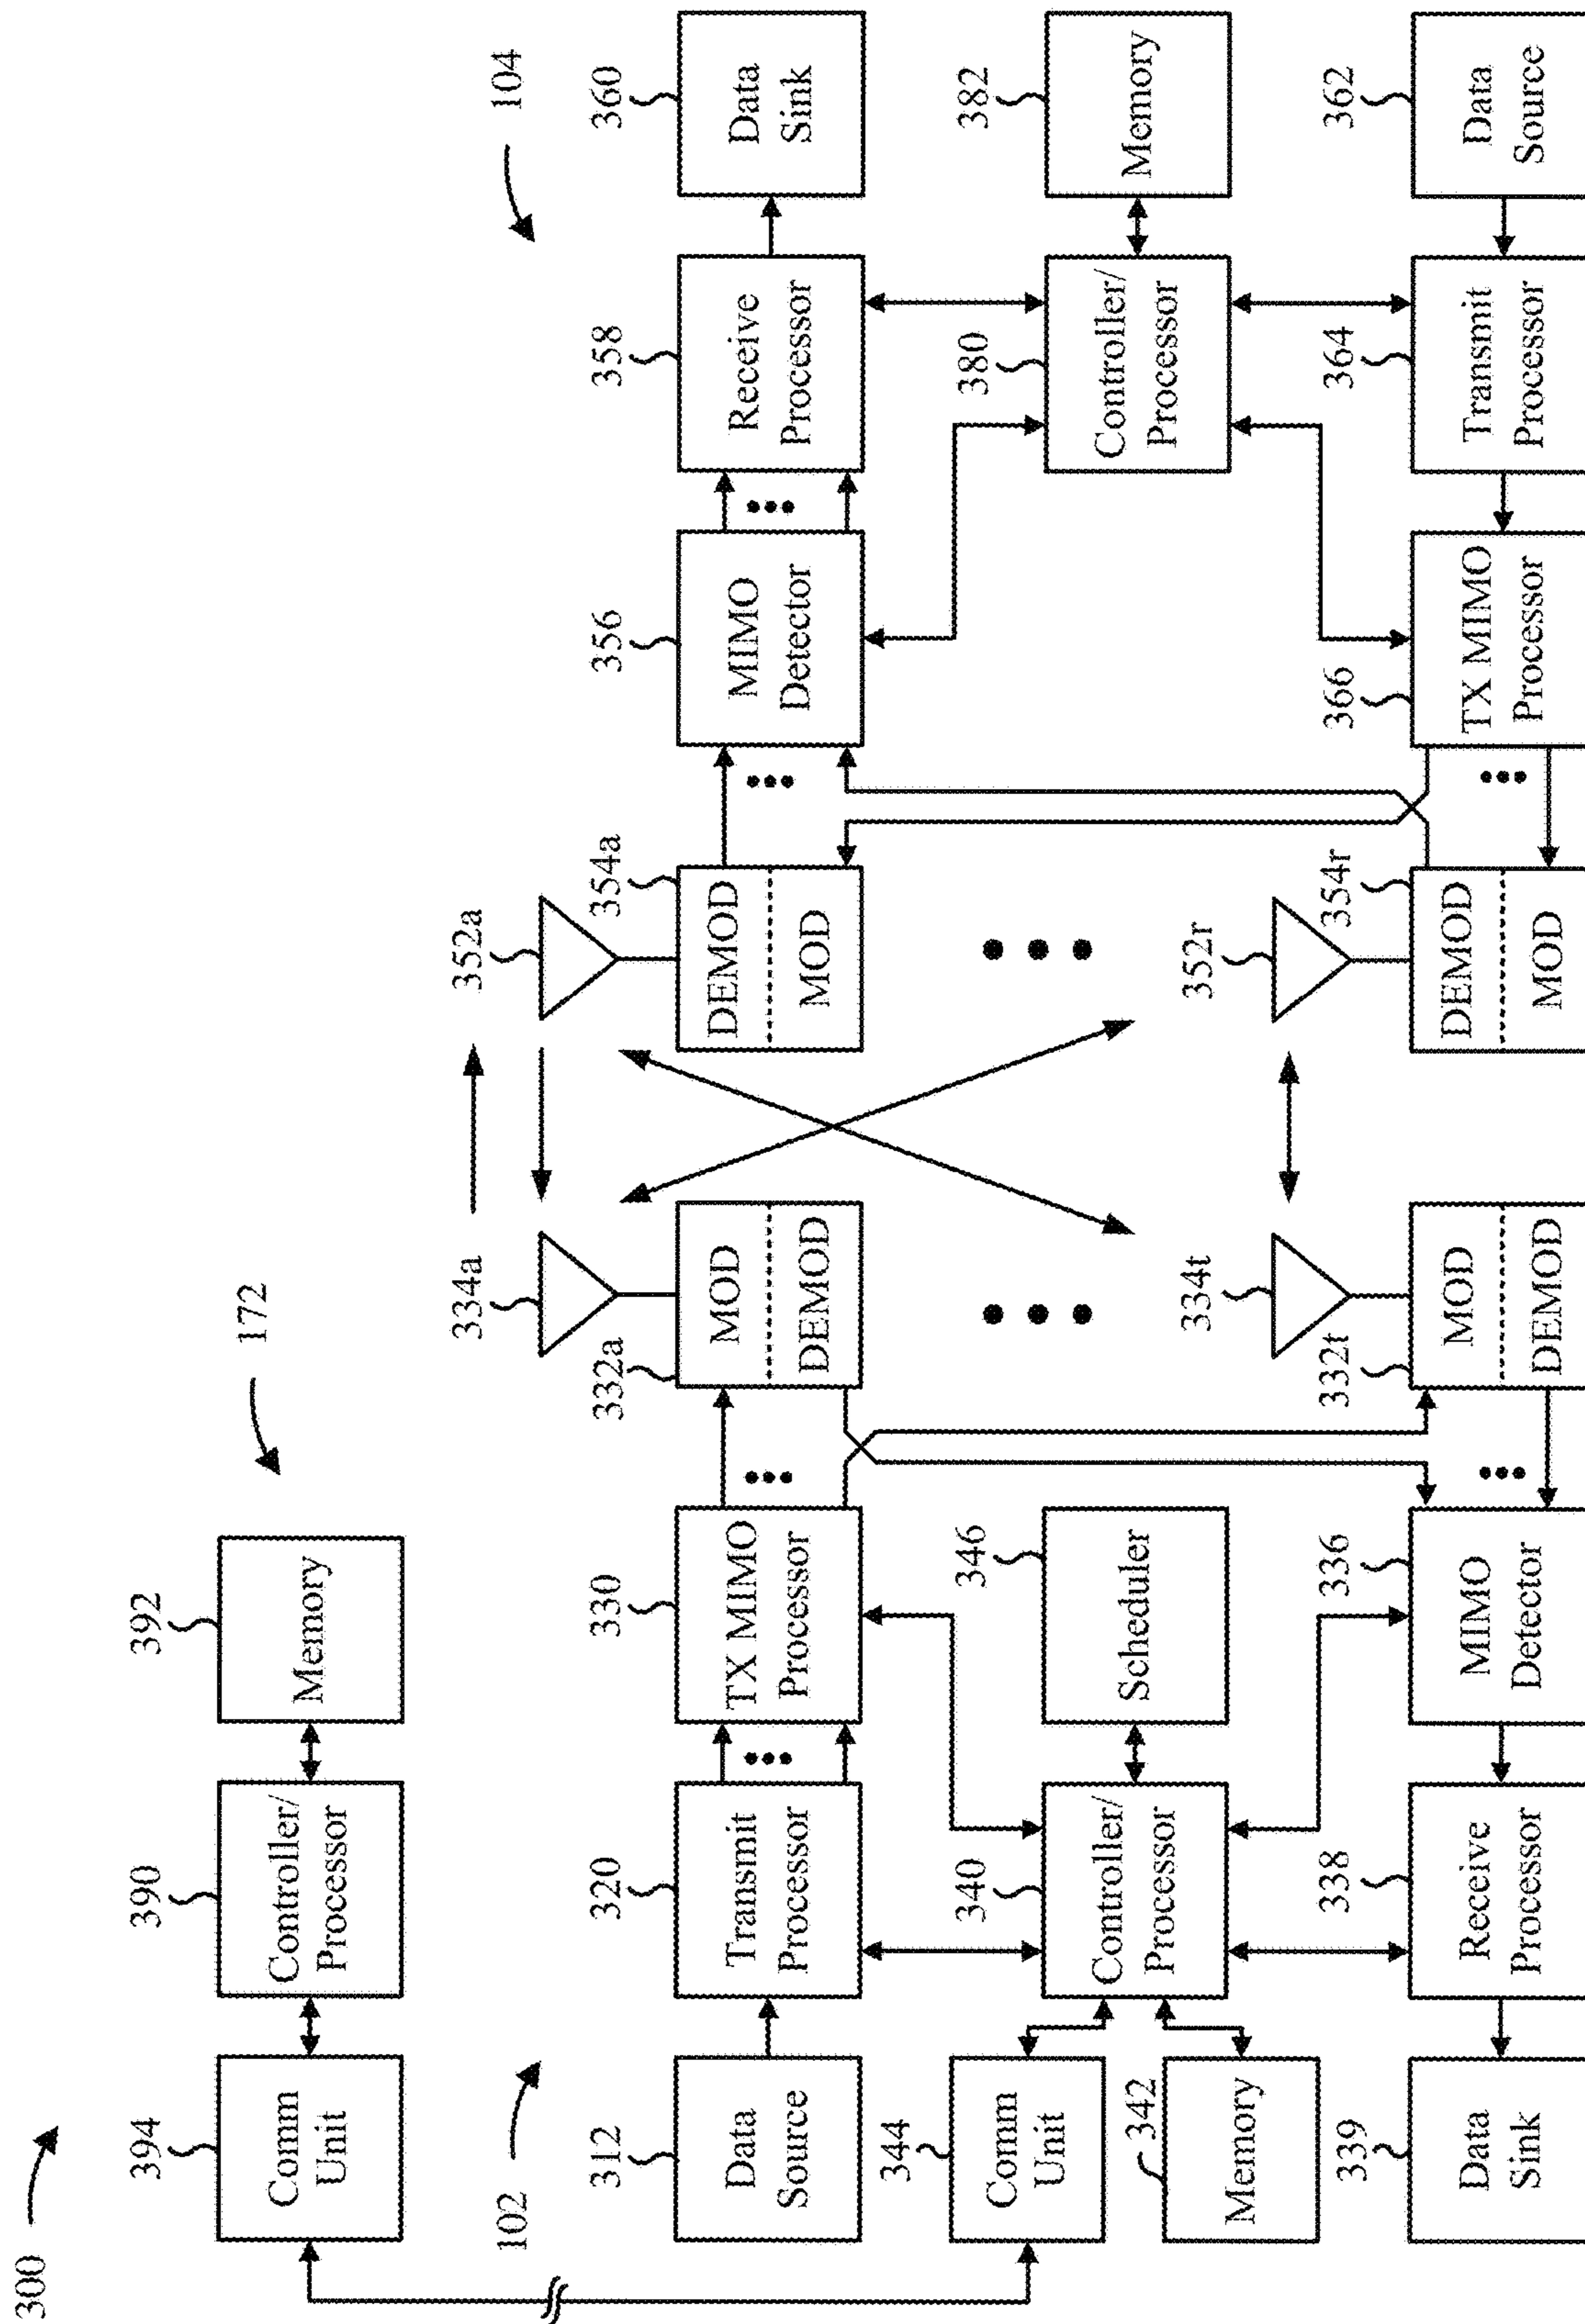 300
394
Comm
Unit
390
Controller/
Processor
392
Memory
172
102
312
Data
Source
320
Transmit
Processor
330
TX MIMO
Processor
332a
MOD
DEMOD
334a
352a
354a
DEMOD
MOD
356
MIMO
Detector
358
Receive
Processor
360
Data
Sink
104
344
Comm
Unit
342
Memory
340
Controller/
Processor
346
Scheduler
380
Controller/
Processor
382
Memory
339
Data
Sink
338
Receive
Processor
336
MIMO
Detector
332t
MOD
DEMOD
334t
352r
354r
DEMOD
MOD
366
TX MIMO
Processor
364
Transmit
Processor
362
Data
Source